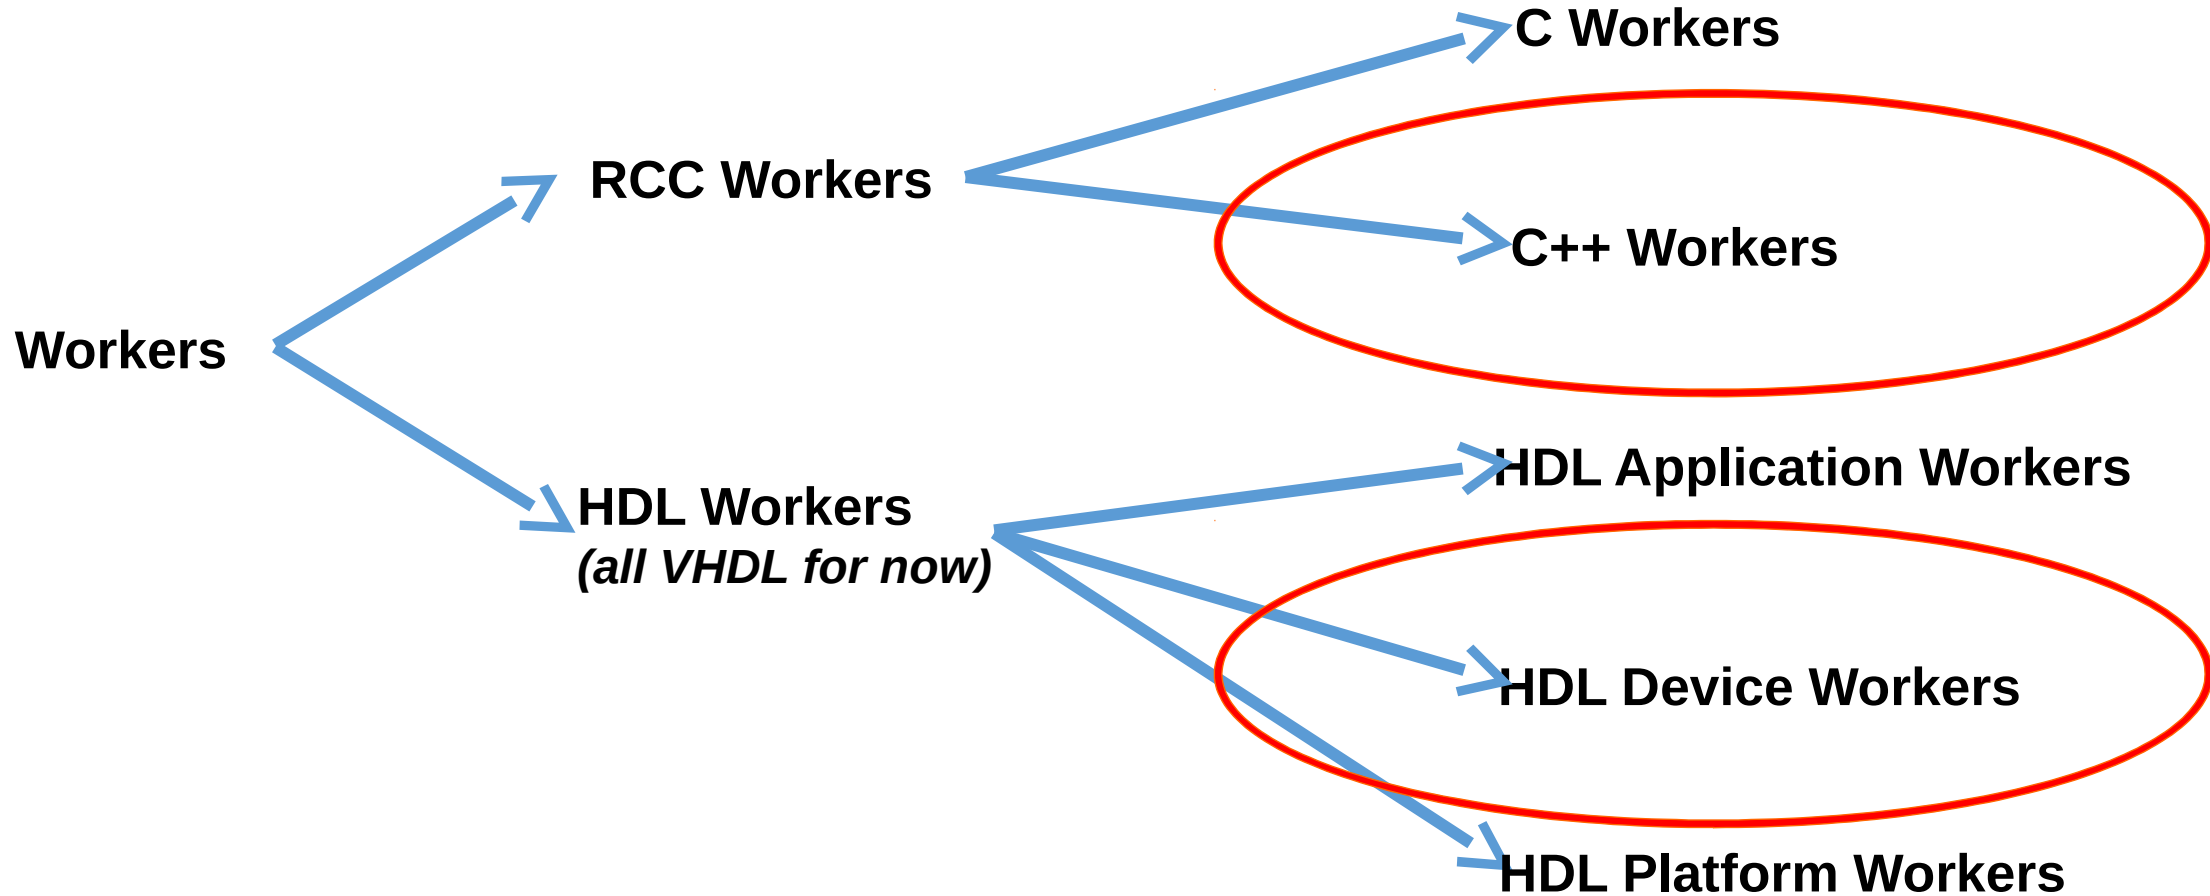 C Workers
RCC Workers
C++ Workers
Workers
HDL Application Workers
HDL Workers
(all VHDL for now)
HDL Device Workers
HDL Platform Workers